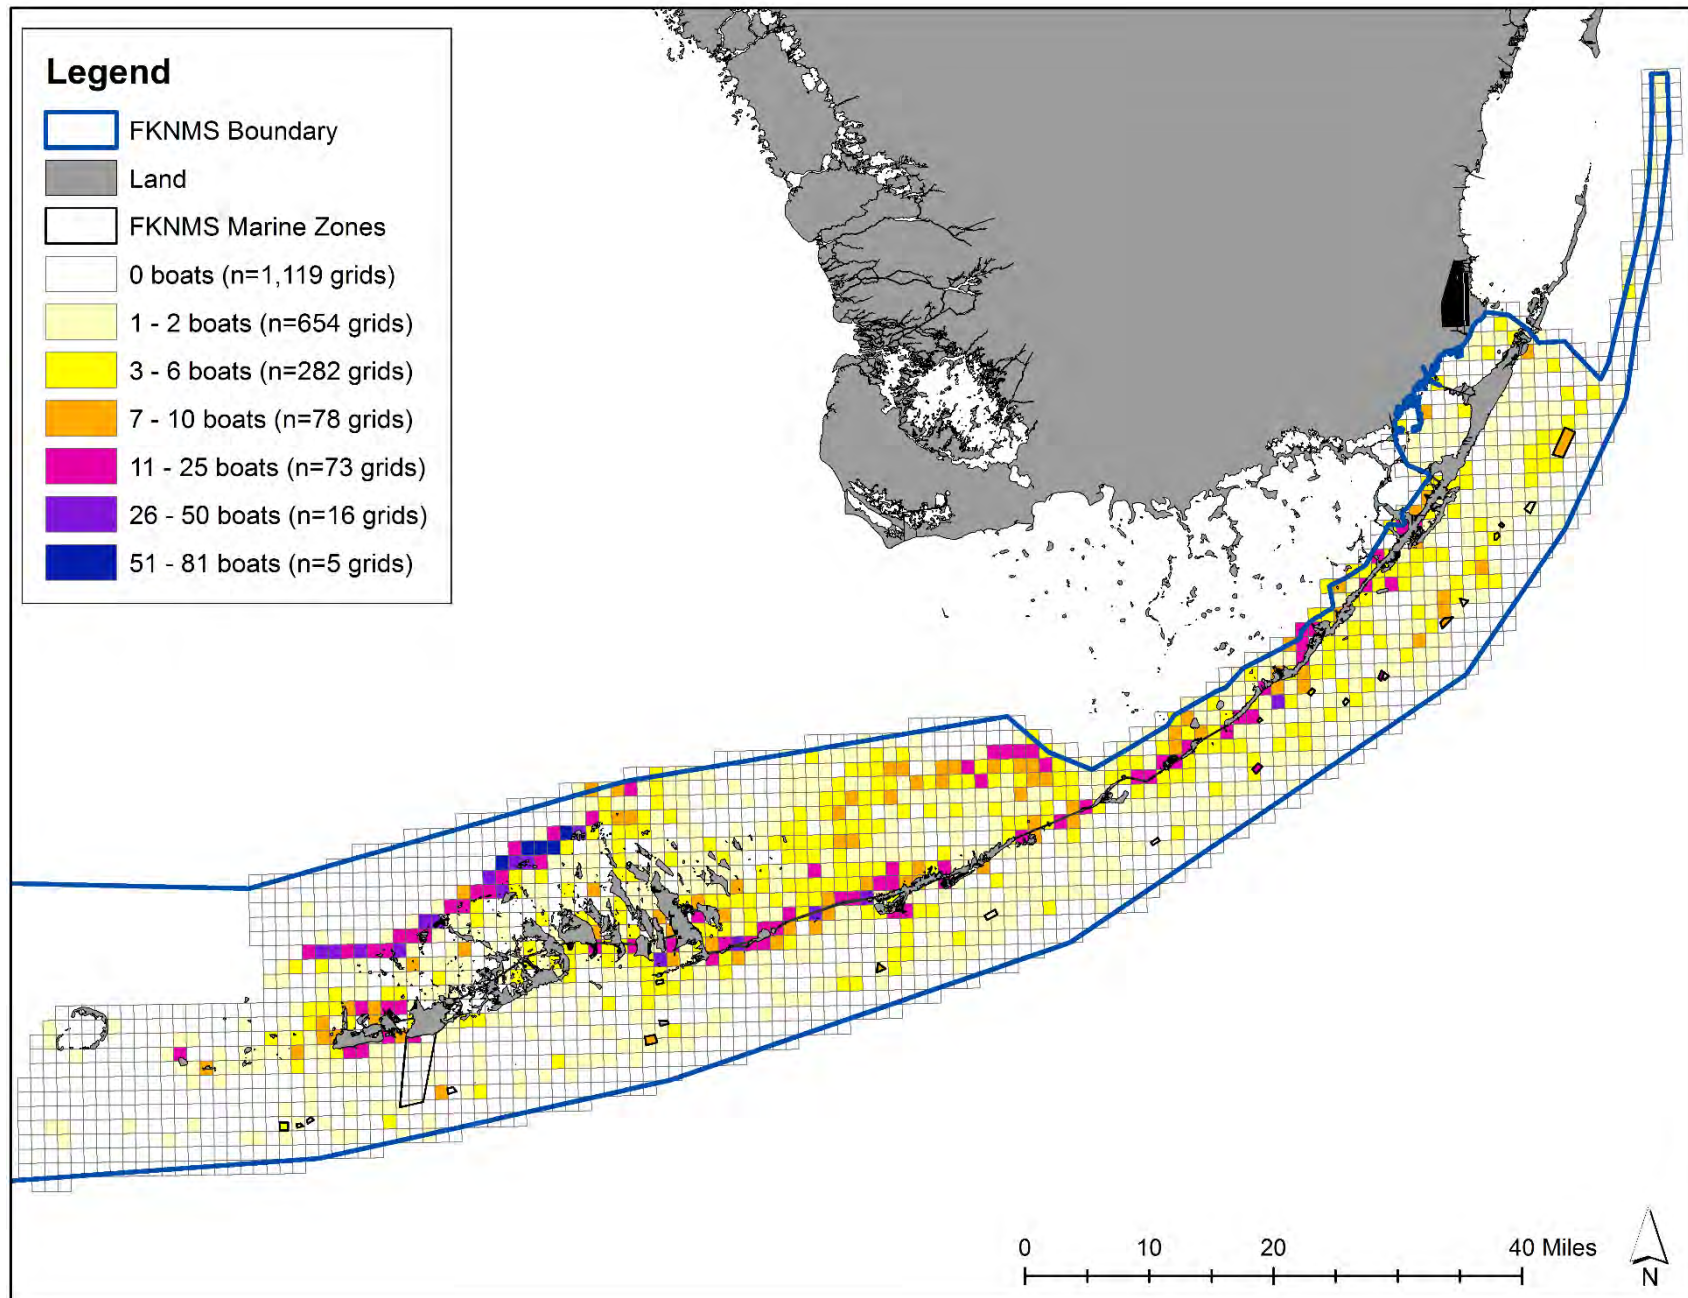 Legend
FKNMS Boundary
Land
FKNMS Marine Zones
0 boats (n=1,119 grids)
1 - 2 boats (n=654 grids)
3 - 6 boats (n=282 grids)
7 - 10 boats (n=78 grids)
11 - 25 boats (n=73 grids)
26 - 50 boats (n=16 grids)
51 - 81 boats (n=5 grids)
0 10 20 40 Miles
N